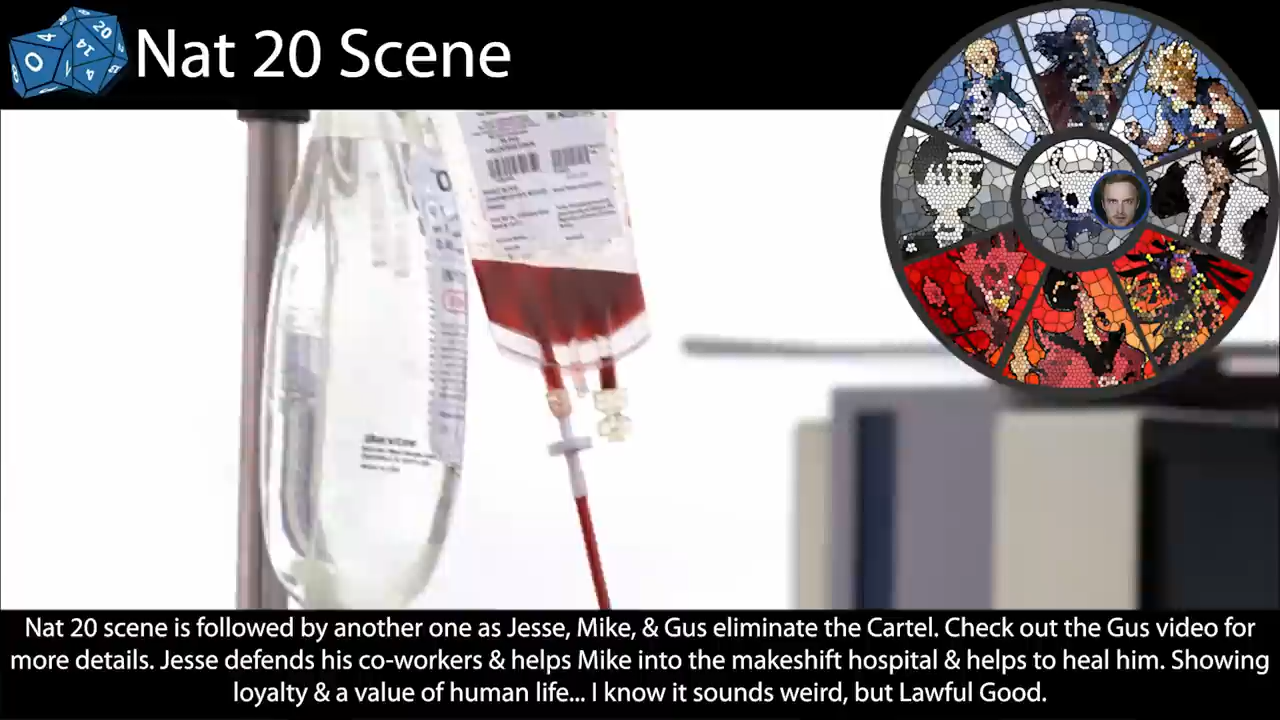 Nat 20 Scene
Nat 20 scene is followed by another one as Jesse, Mike, & Gus eliminate the Cartel. Check out the Gus video for
more details. Jesse defends his co-workers & helps Mike into the makeshift hospital & helps to heal him. Showing
loyalty & a value of human life... I know it sounds weird, but Lawful Good.